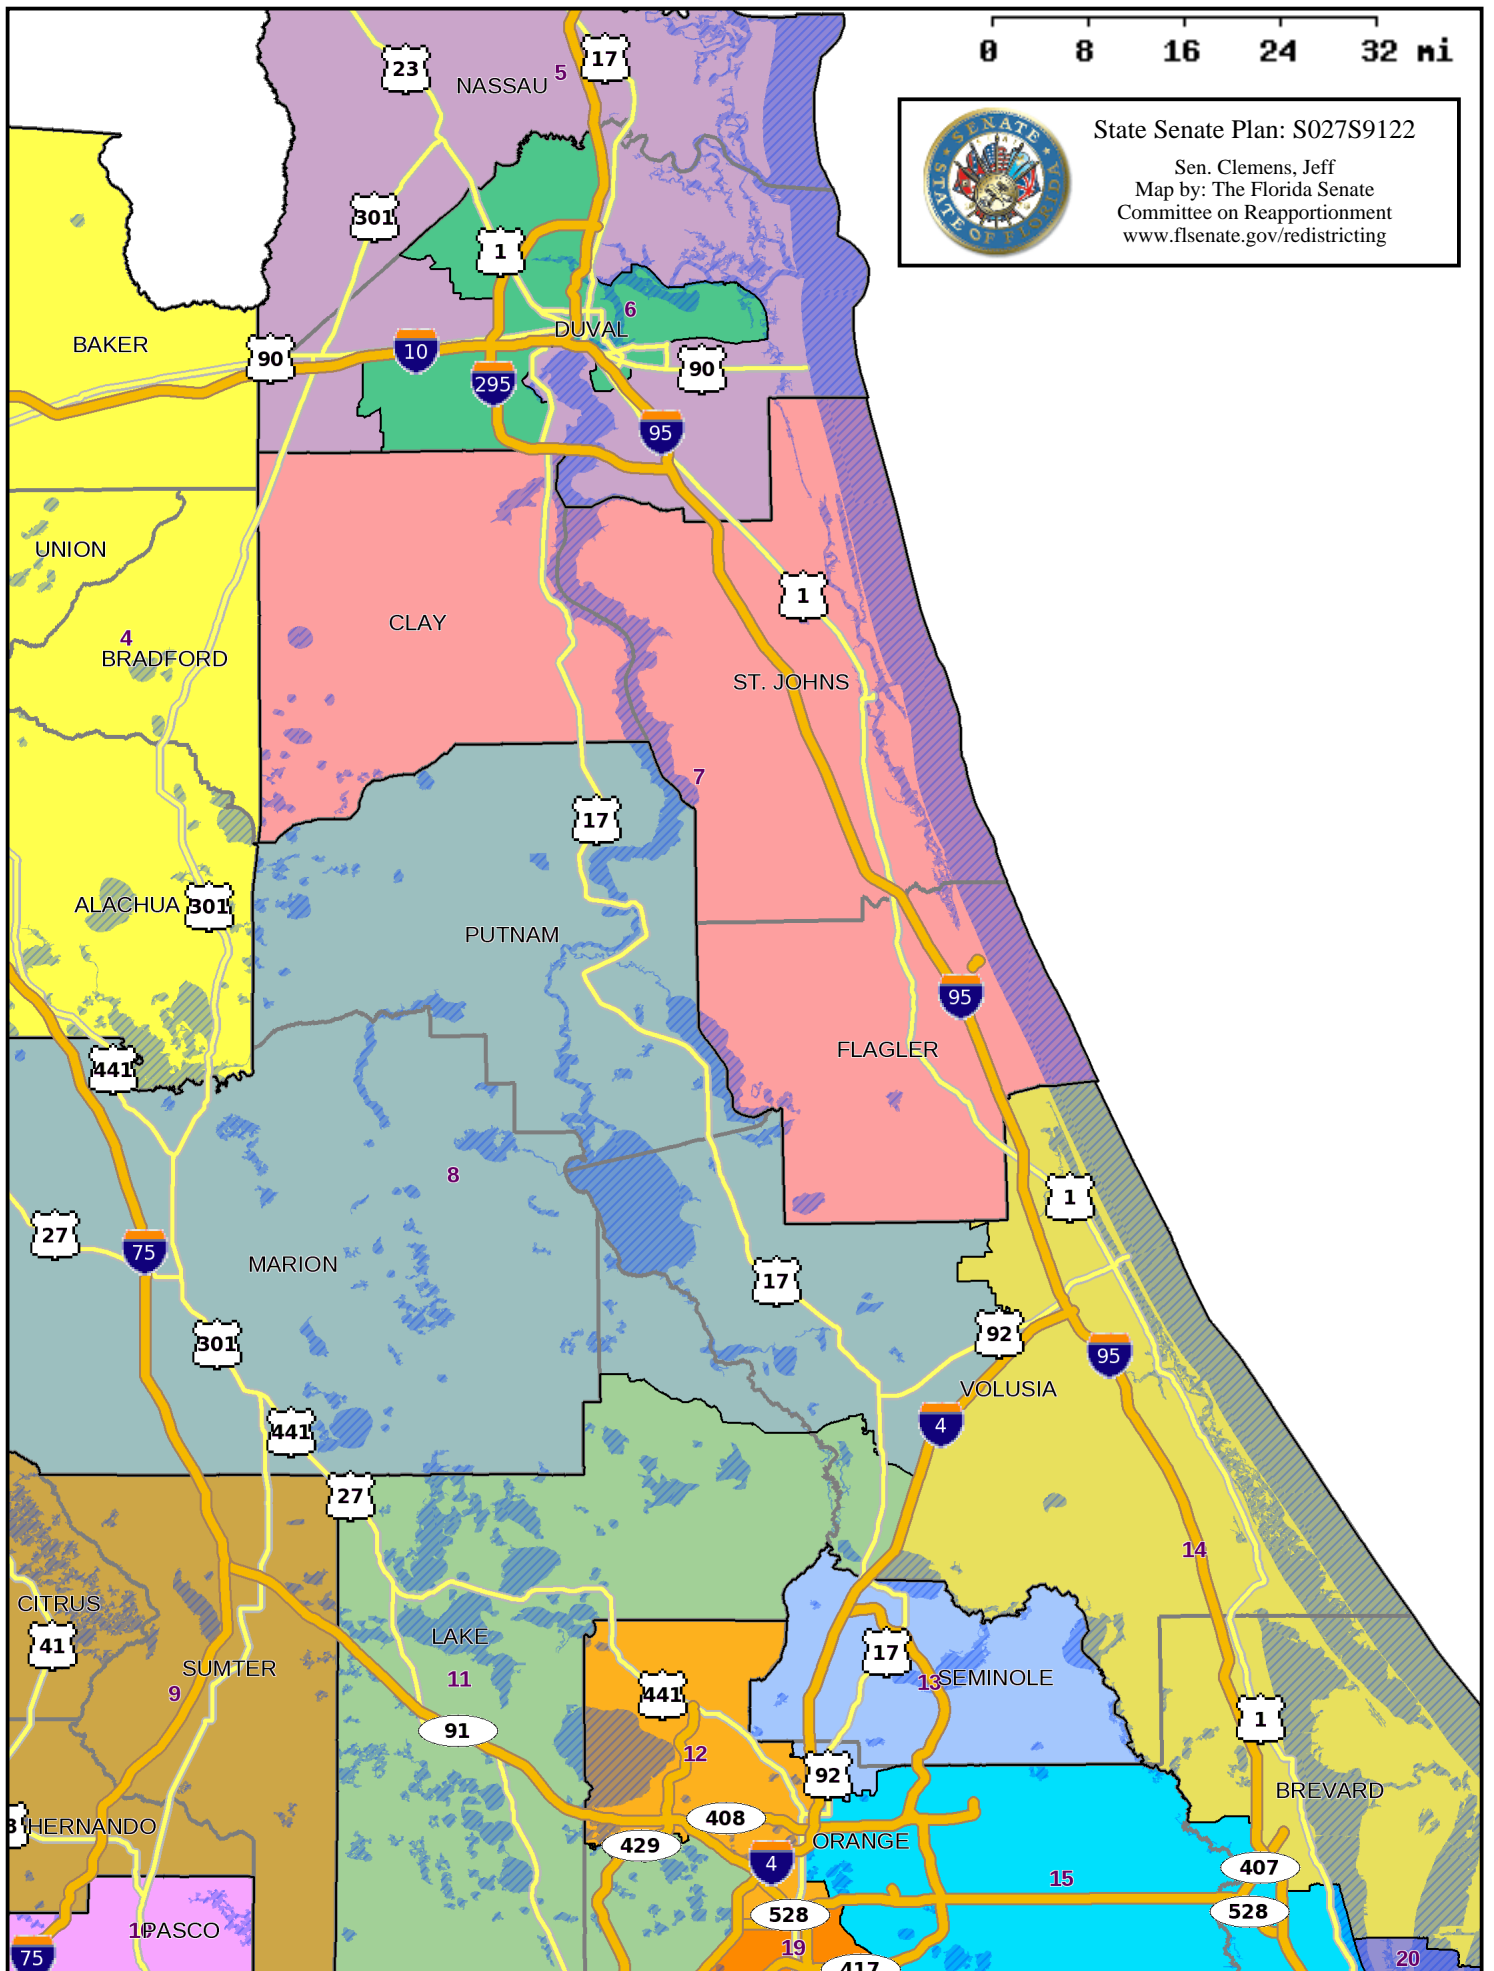 0 8 16 24 32 mi
State Senate Plan: S027S9122
Sen. Clemens, Jeff
Map by: The Florida Senate
Committee on Reapportionment
www.flsenate.gov/redistricting
SENATE
STATE OF FLORIDA
23
NASSAU
5
17
301
1
6
DUVAL
BAKER
90
10
295
90
95
UNION
1
CLAY
4
BRADFORD
ST. JOHNS
7
17
ALACHUA
301
PUTNAM
95
FLAGLER
441
8
1
27
75
MARION
17
301
92
95
VOLUSIA
4
441
27
14
CITRUS
41
LAKE
SUMTER
17
9
11
441
13
SEMINOLE
91
1
12
92
BREVARD
HERNANDO
408
ORANGE
429
4
407
15
528
528
10
PASCO
75
19
20
417